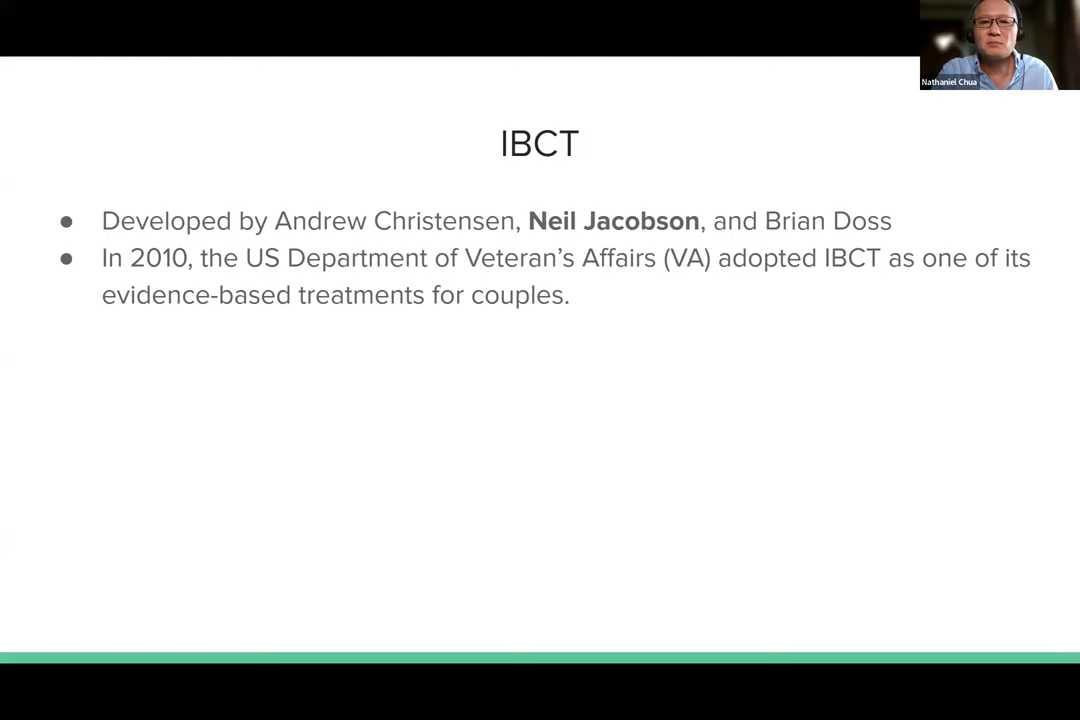 Nathaniel Chua
IBCT
● Developed by Andrew Christensen, Neil Jacobson, and Brian Doss
● In 2010, the US Department of Veteran’s Affairs (VA) adopted IBCT as one of its
evidence-based treatments for couples.